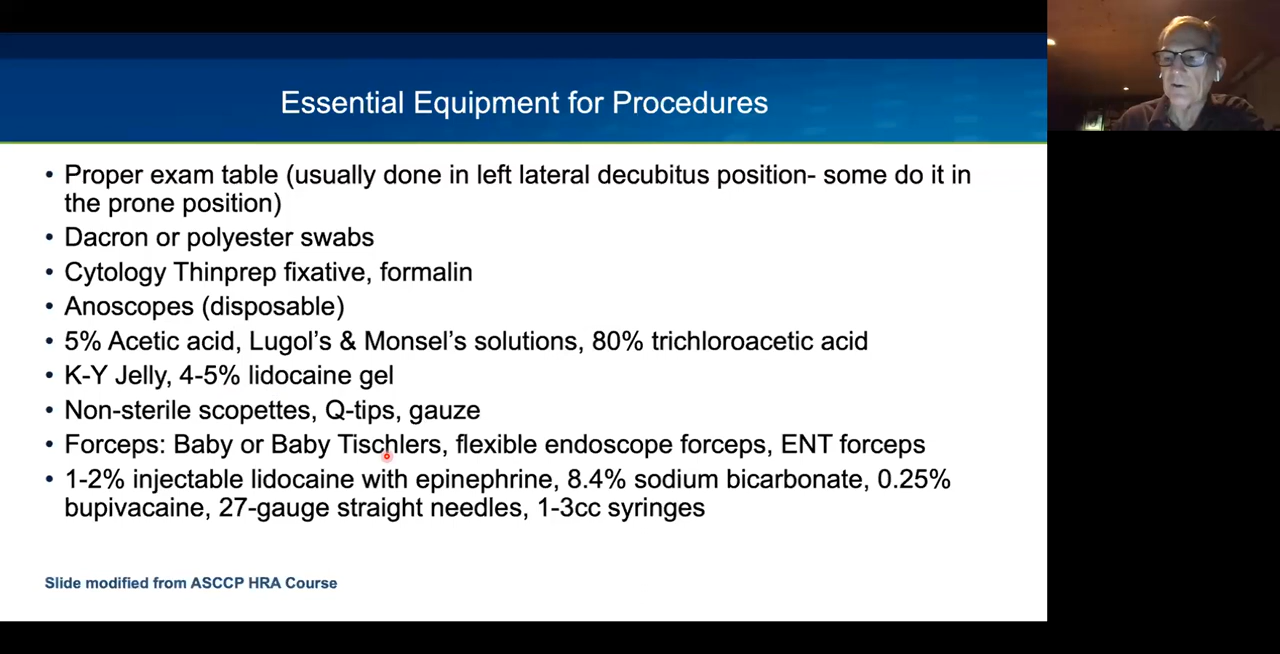 Essential Equipment for Procedures
• Proper exam table (usually done in left lateral decubitus position- some do it in
the prone position)
• Dacron or polyester swabs
• Cytology Thinprep fixative, formalin
• Anoscopes (disposable)
• 5% Acetic acid, Lugol's & Monsel's solutions, 80% trichloroacetic acid
• K-Y Jelly, 4-5% lidocaine gel
• Non-sterile scopettes, Q-tips, gauze
• Forceps: Baby or Baby Tischlers, flexible endoscope forceps, ENT forceps
• 1-2% injectable lidocaine with epinephrine, 8.4% sodium bicarbonate, 0.25%
bupivacaine, 27-gauge straight needles, 1-3cc syringes
Slide modified from ASCCP HRA Course